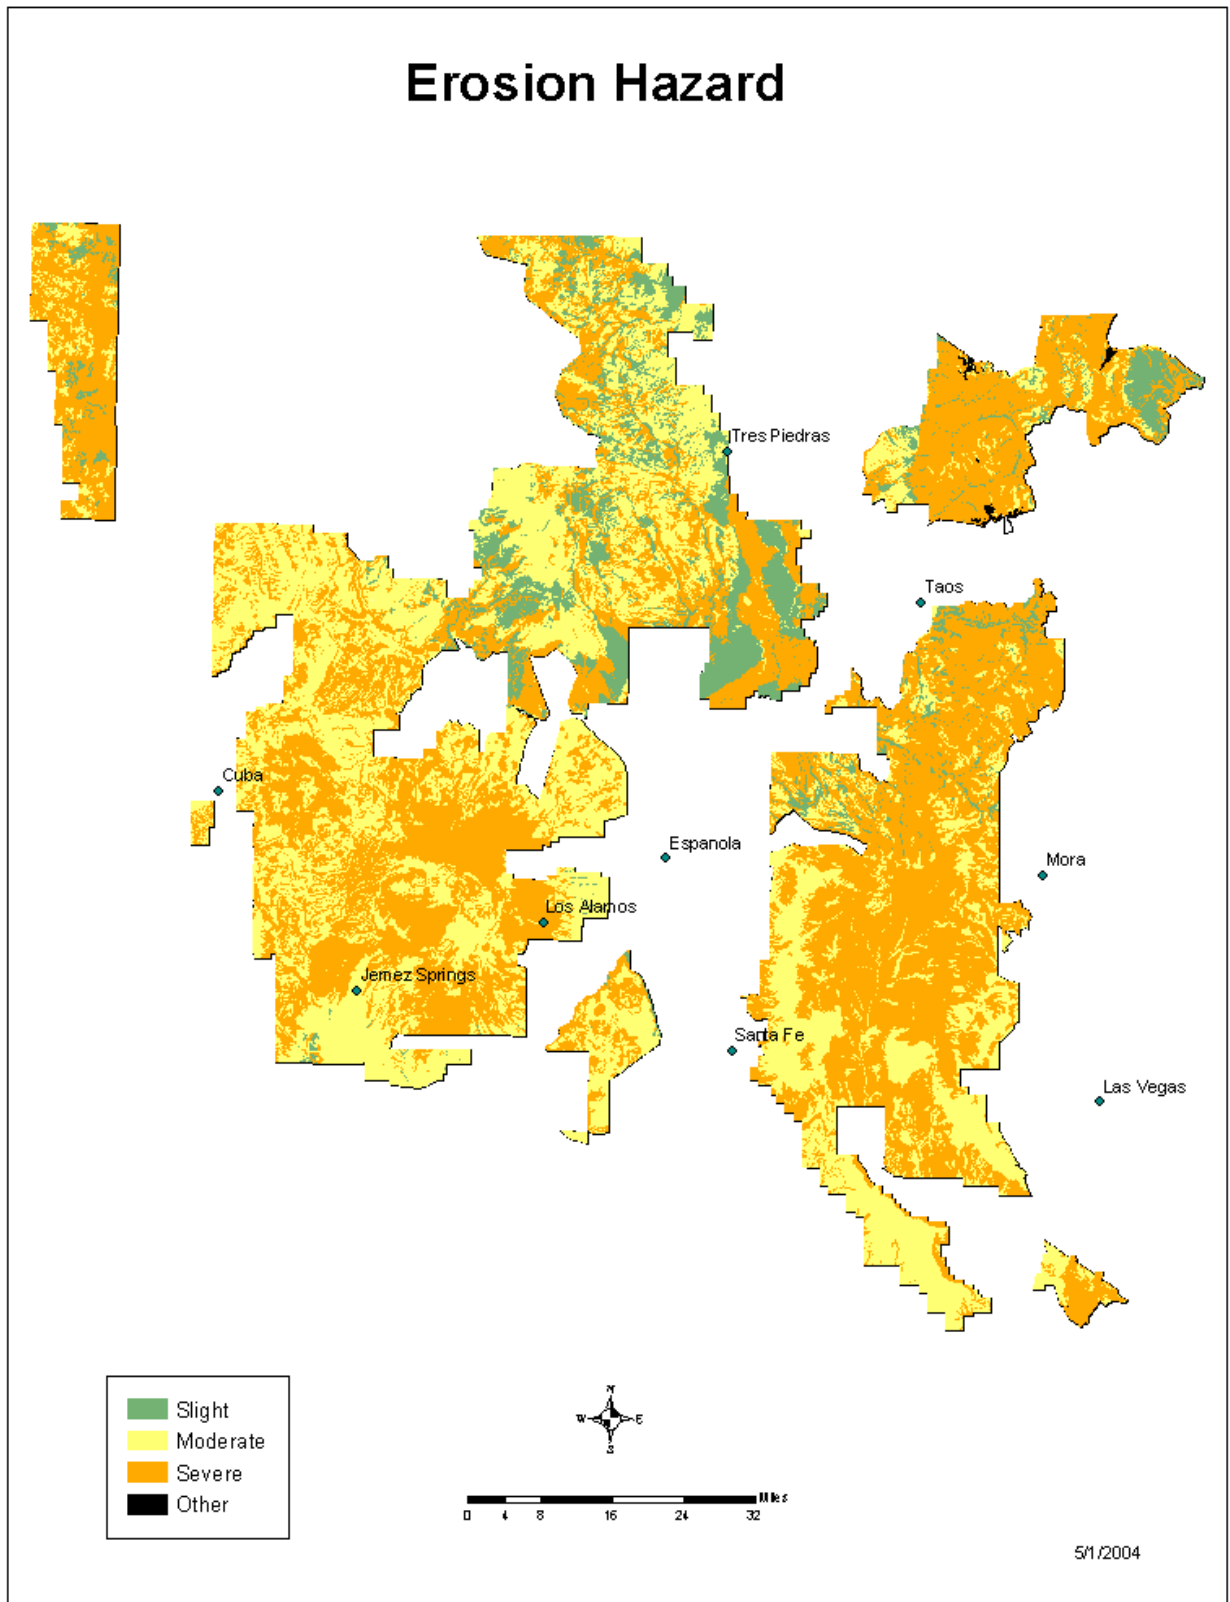 Erosion Hazard
Tres Piedras
Taos
Cuba
Espanola
Mora
Los Alamos
Jemez Springs
Santa Fe
Las Vegas
Slight
Moderate
Severe
Other
N
W E
S
Miles
0 4 8 16 24 32
5/1/2004